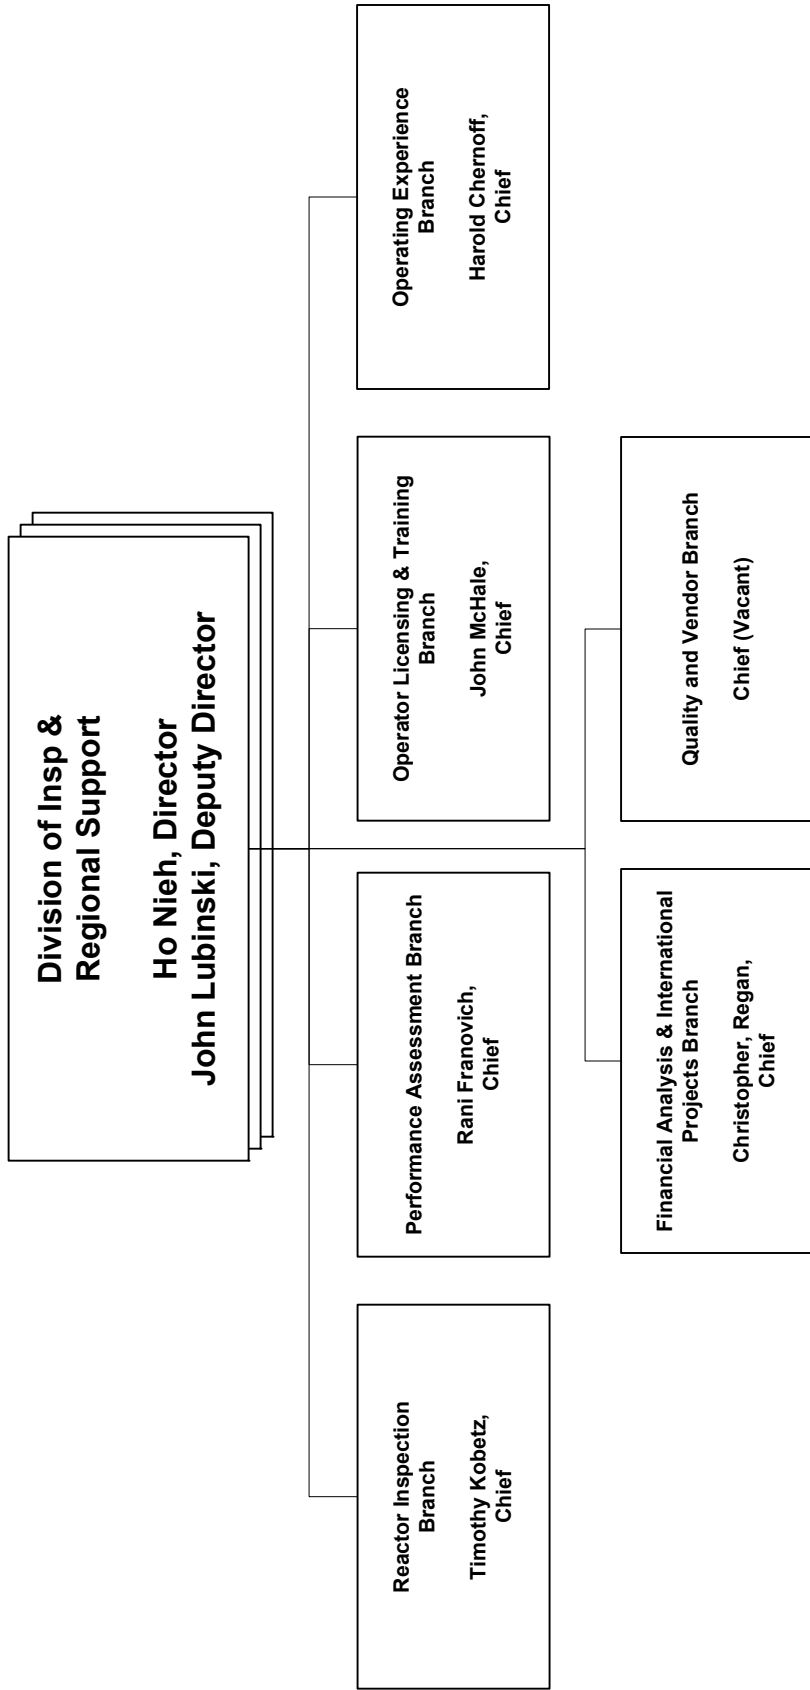 Division of Insp &
Regional Support
Ho Nieh, Director
John Lubinski, Deputy Director
Reactor Inspection
Branch
Timothy Kobetz,
Chief
Performance Assessment Branch
Rani Franovich,
Chief
Operator Licensing & Training
Branch
John McHale,
Chief
Operating Experience
Branch
Harold Chernoff,
Chief
Financial Analysis & International
Projects Branch
Christopher, Regan,
Chief
Quality and Vendor Branch
Chief (Vacant)